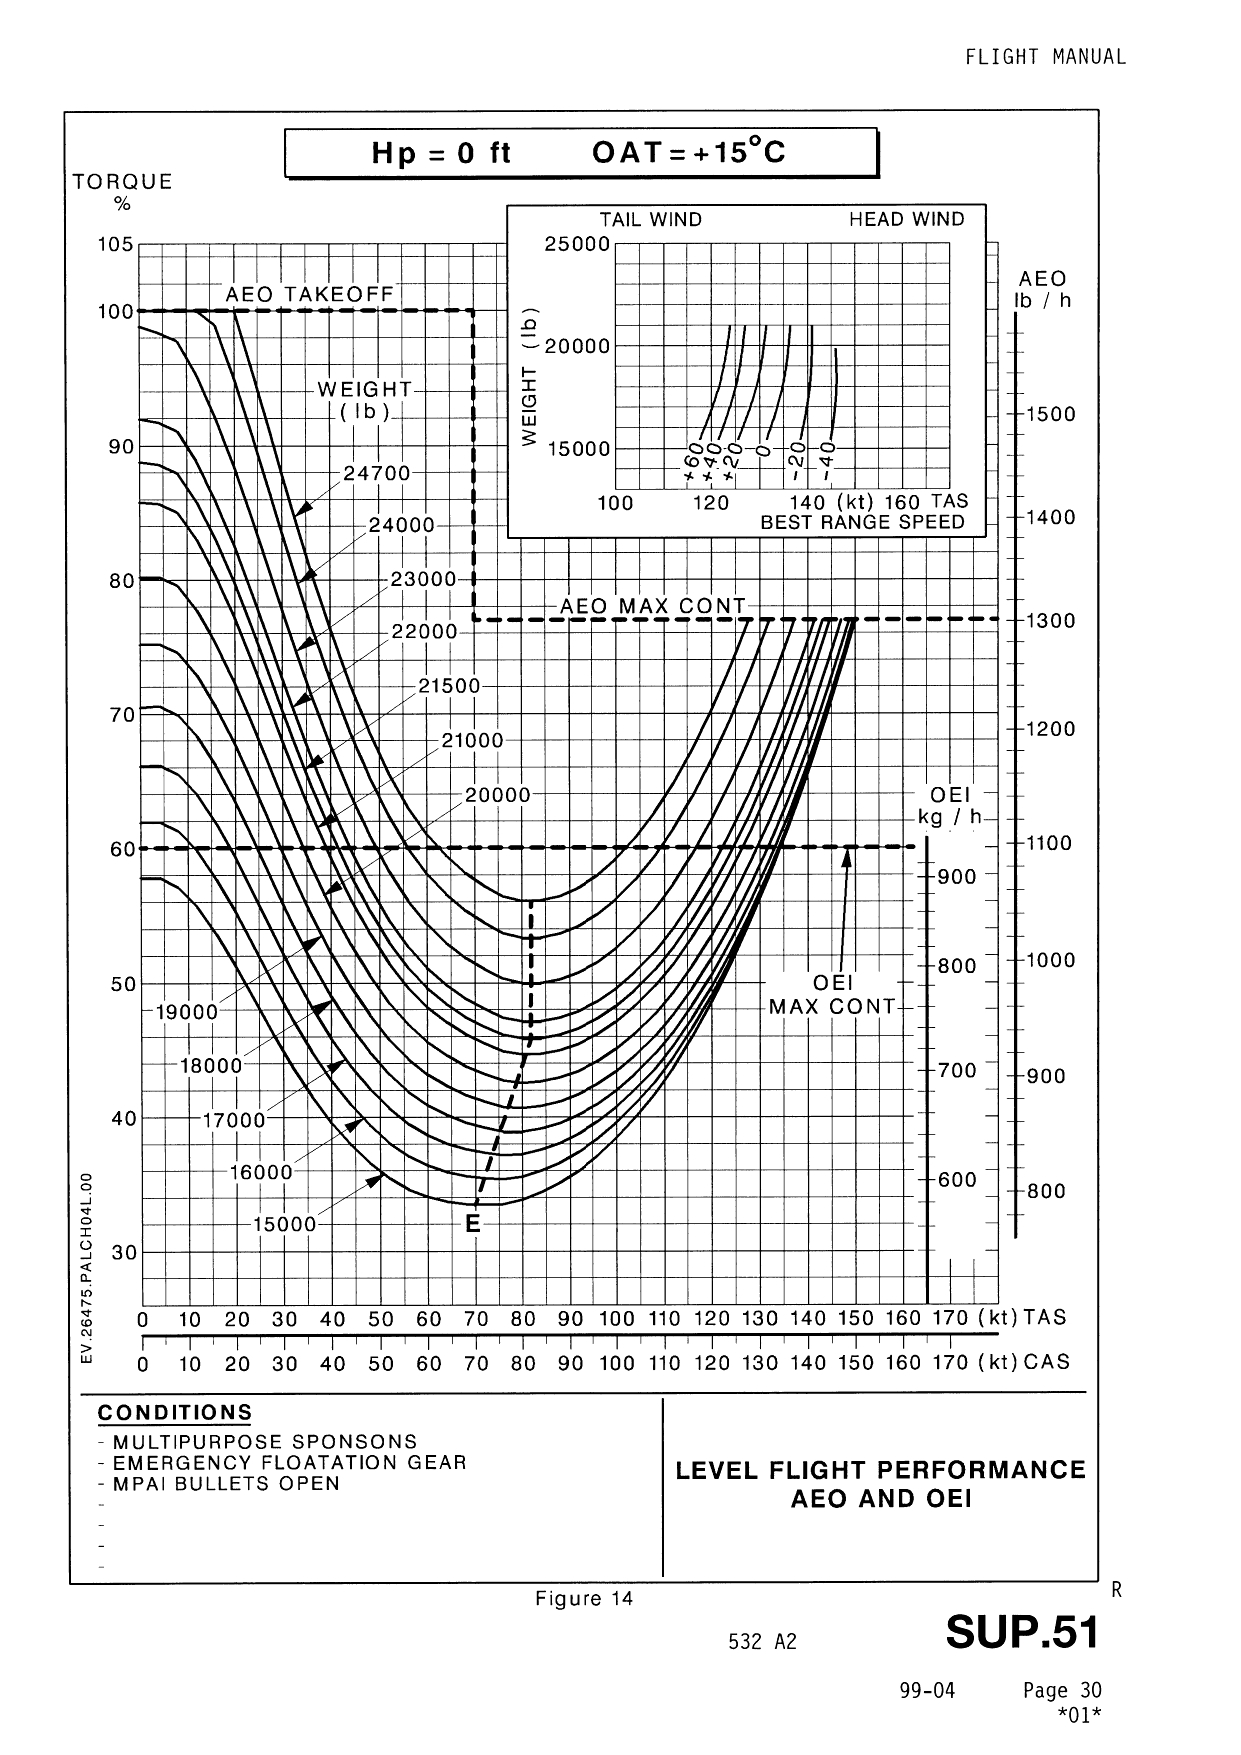 FLIGHT MANUAL
Hp = 0 ft OAT = +15°C
TORQUE
%
TAIL WIND HEAD WIND
WEIGHT (lb)
25000
20000
15000
+60 +40 +20 0 -20 -40
100 120 140 (kt) 160 TAS
BEST RANGE SPEED
AEO
lb / h
1500
1400
1300
1200
1100
1000
900
800
105
100
90
80
70
60
50
40
30
AEO TAKEOFF
WEIGHT
(lb)
24700
24000
23000
22000
21500
21000
20000
19000
18000
17000
16000
15000
AEO MAX CONT
OEI
kg / h
900
800
700
600
OEI
MAX CONT
E
EV.26475.PALCH04L.00
0 10 20 30 40 50 60 70 80 90 100 110 120 130 140 150 160 170 (kt) TAS
0 10 20 30 40 50 60 70 80 90 100 110 120 130 140 150 160 170 (kt) CAS
CONDITIONS
- MULTIPURPOSE SPONSONS
- EMERGENCY FLOATATION GEAR
- MPAI BULLETS OPEN
-
-
-
-
LEVEL FLIGHT PERFORMANCE
AEO AND OEI
Figure 14
R
532 A2
SUP.51
99-04 Page 30
*01*